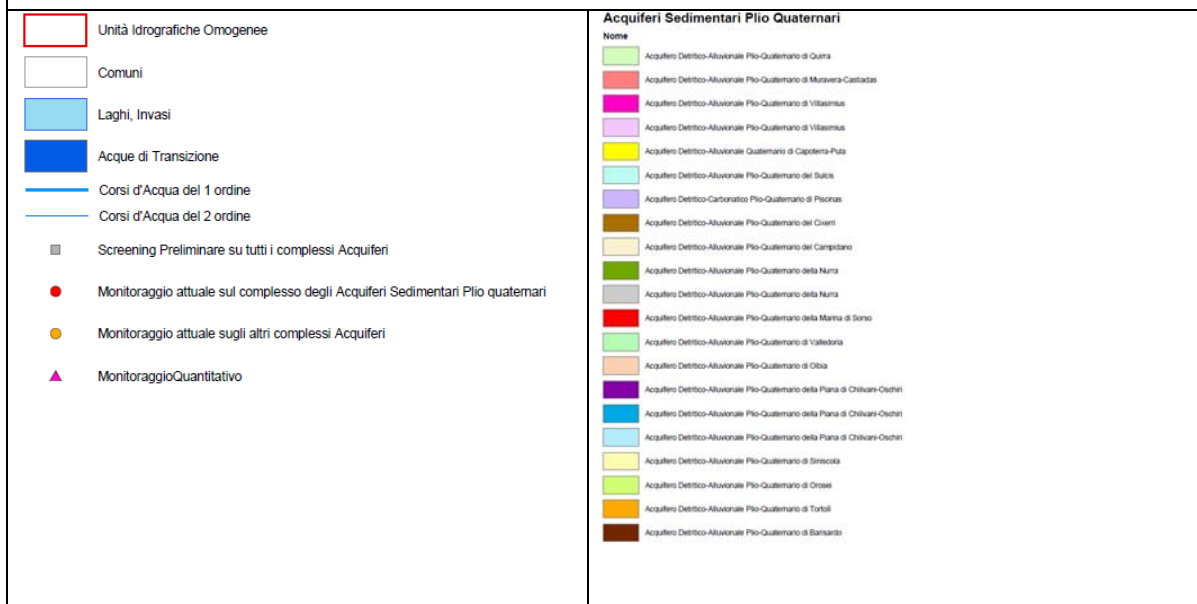 Unità Idrografiche Omogenee
Comuni
Laghi, Invasi
Acque di Transizione
Corsi d'Acqua del 1 ordine
Corsi d'Acqua del 2 ordine
Screening Preliminare su tutti i complessi Acquiferi
Monitoraggio attuale sul complesso degli Acquiferi Sedimentari Plio quaternari
Monitoraggio attuale sugli altri complessi Acquiferi
MonitoraggioQuantitativo
Acquiferi Sedimentari Plio Quaternari
Nome
Acquifero Detritico-Alluvionale Plio-Quaternario di Quirra
Acquifero Detritico-Alluvionale Plio-Quaternario di Muravera-Castiadas
Acquifero Detritico-Alluvionale Plio-Quaternario di Villasimius
Acquifero Detritico-Alluvionale Plio-Quaternario di Villasimius
Acquifero Detritico-Alluvionale Quaternario di Capoterra-Pula
Acquifero Detritico-Alluvionale Plio-Quaternario del Sulcis
Acquifero Detritico-Carbonatico Plio-Quaternario di Piscinas
Acquifero Detritico-Alluvionale Plio-Quaternario del Cixerri
Acquifero Detritico-Alluvionale Plio-Quaternario del Campidano
Acquifero Detritico-Alluvionale Plio-Quaternario della Nurra
Acquifero Detritico-Alluvionale Plio-Quaternario della Nurra
Acquifero Detritico-Alluvionale Plio-Quaternario della Marina di Sorso
Acquifero Detritico-Alluvionale Plio-Quaternario di Valledoria
Acquifero Detritico-Alluvionale Plio-Quaternario di Olbia
Acquifero Detritico-Alluvionale Plio-Quaternario della Piana di Chilivani-Oschiri
Acquifero Detritico-Alluvionale Plio-Quaternario della Piana di Chilivani-Oschiri
Acquifero Detritico-Alluvionale Plio-Quaternario della Piana di Chilivani-Oschiri
Acquifero Detritico-Alluvionale Plio-Quaternario di Siniscola
Acquifero Detritico-Alluvionale Plio-Quaternario di Orosei
Acquifero Detritico-Alluvionale Plio-Quaternario di Tortolì
Acquifero Detritico-Alluvionale Plio-Quaternario di Barisardo